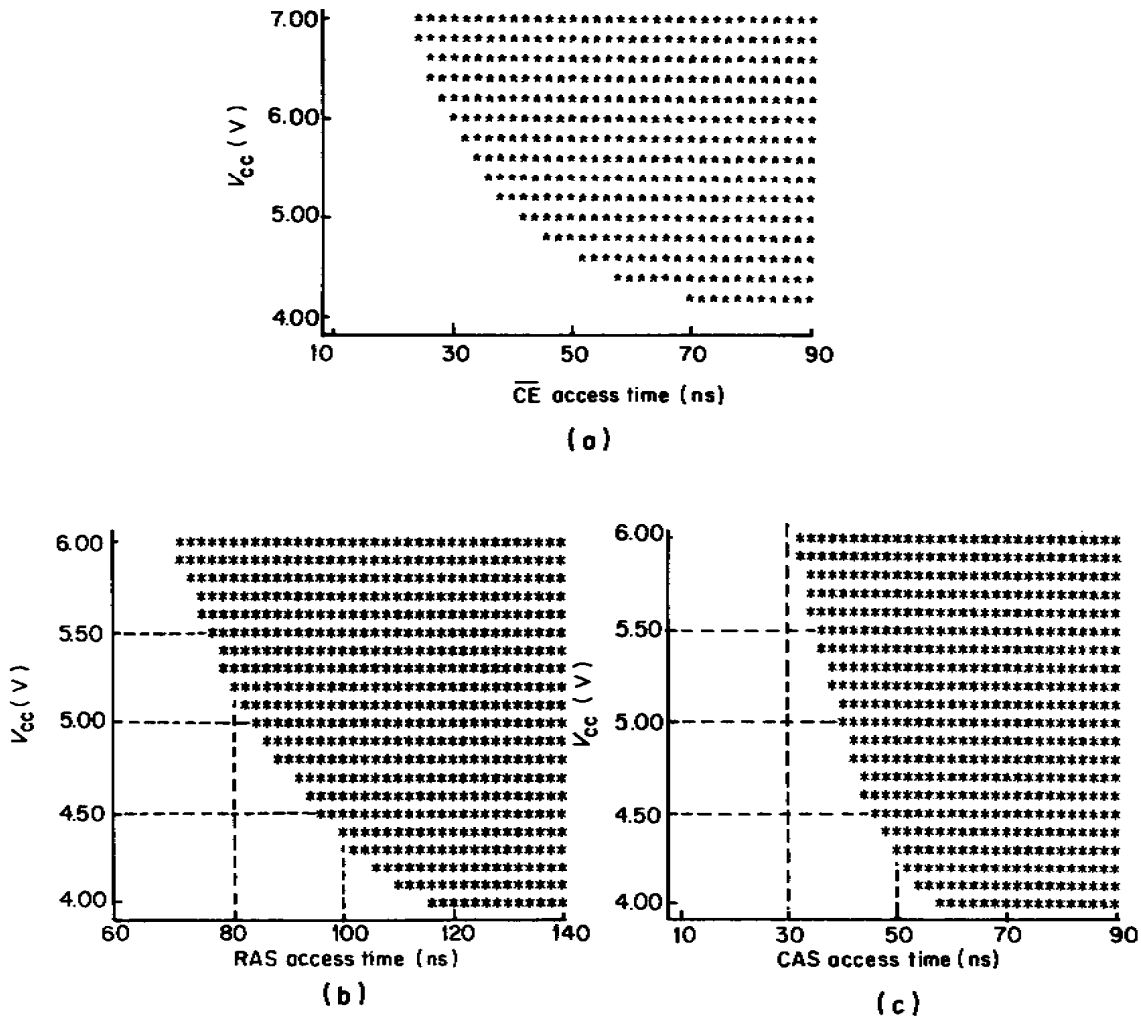 7.00
6.00
5.00
4.00
V_CC (V)
10 30 50 70 90
C̅E̅ access time (ns)
(a)
6.00
5.50
5.00
4.50
4.00
V_CC (V)
60 80 100 120 140
RAS access time (ns)
(b)
6.00
5.50
5.00
4.50
4.00
V_CC (V)
10 30 50 70 90
CAS access time (ns)
(c)